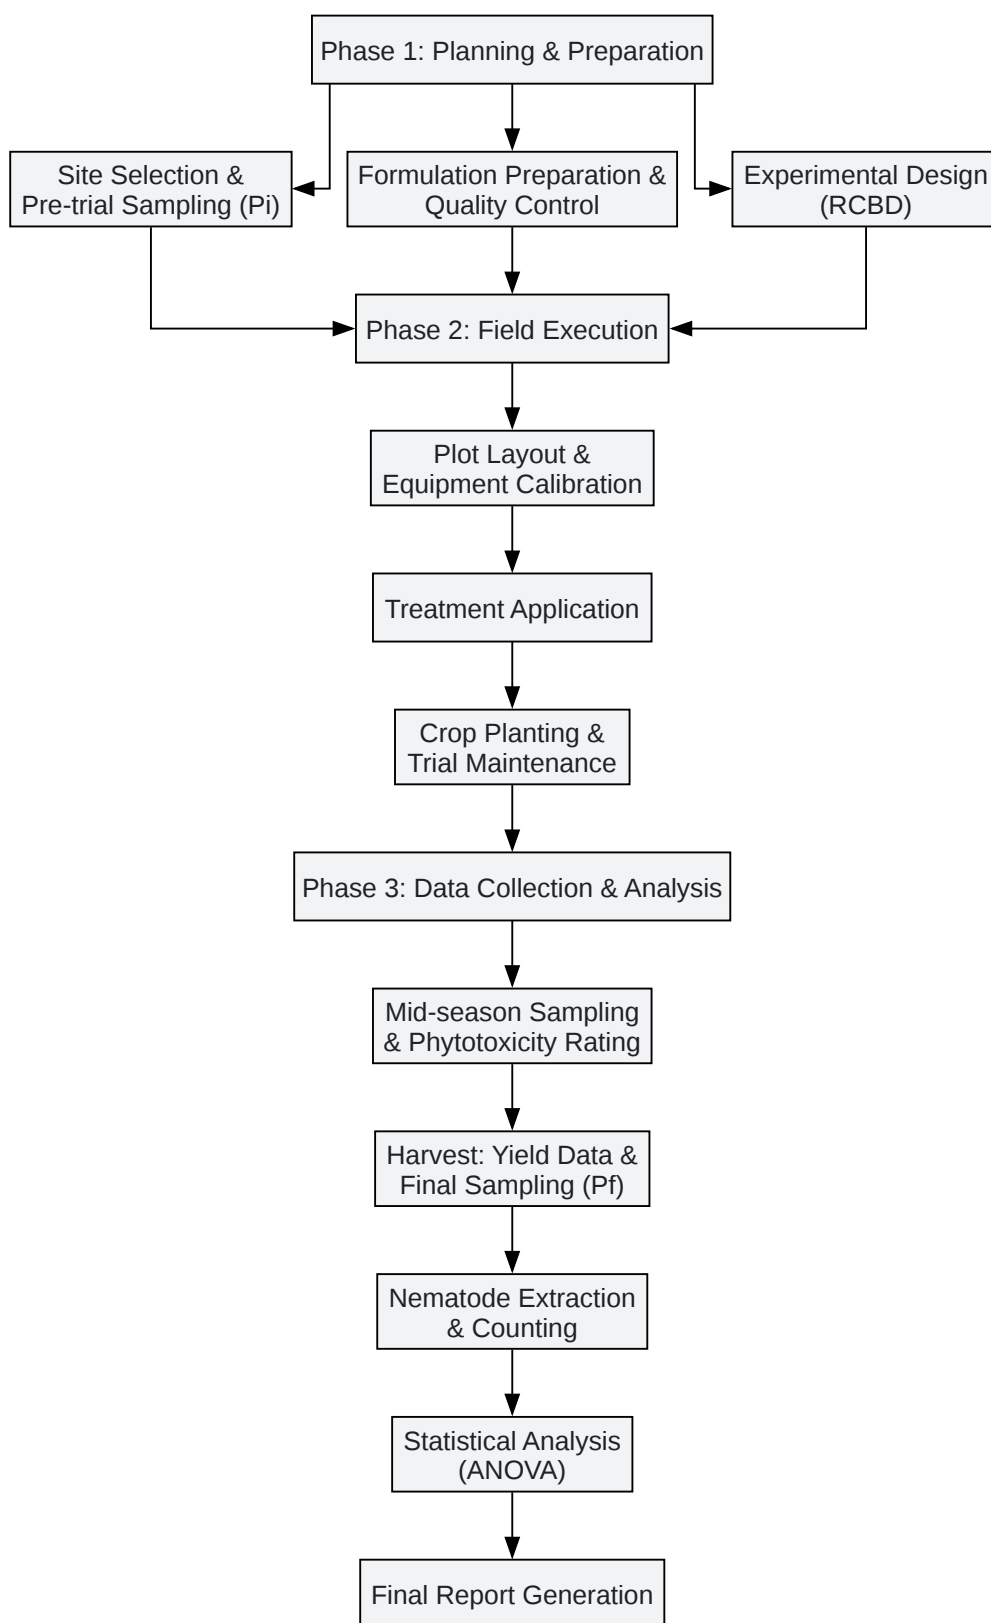 Phase 1: Planning & Preparation
Site Selection &
Pre-trial Sampling (Pi)
Formulation Preparation &
Quality Control
Experimental Design
(RCBD)
Phase 2: Field Execution
Plot Layout &
Equipment Calibration
Treatment Application
Crop Planting &
Trial Maintenance
Phase 3: Data Collection & Analysis
Mid-season Sampling
& Phytotoxicity Rating
Harvest: Yield Data &
Final Sampling (Pf)
Nematode Extraction
& Counting
Statistical Analysis
(ANOVA)
Final Report Generation